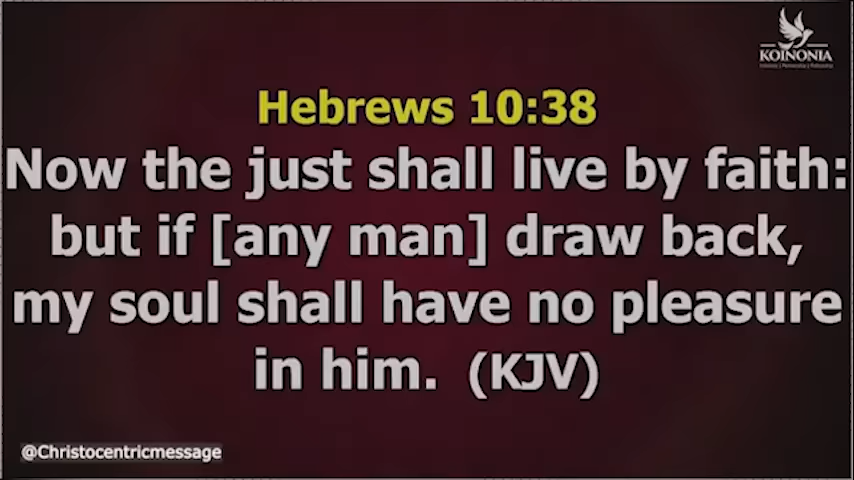 KOINONIA
Hebrews 10:38
Now the just shall live by faith:
but if [any man] draw back,
my soul shall have no pleasure
in him. (KJV)
@Christocentricmessage